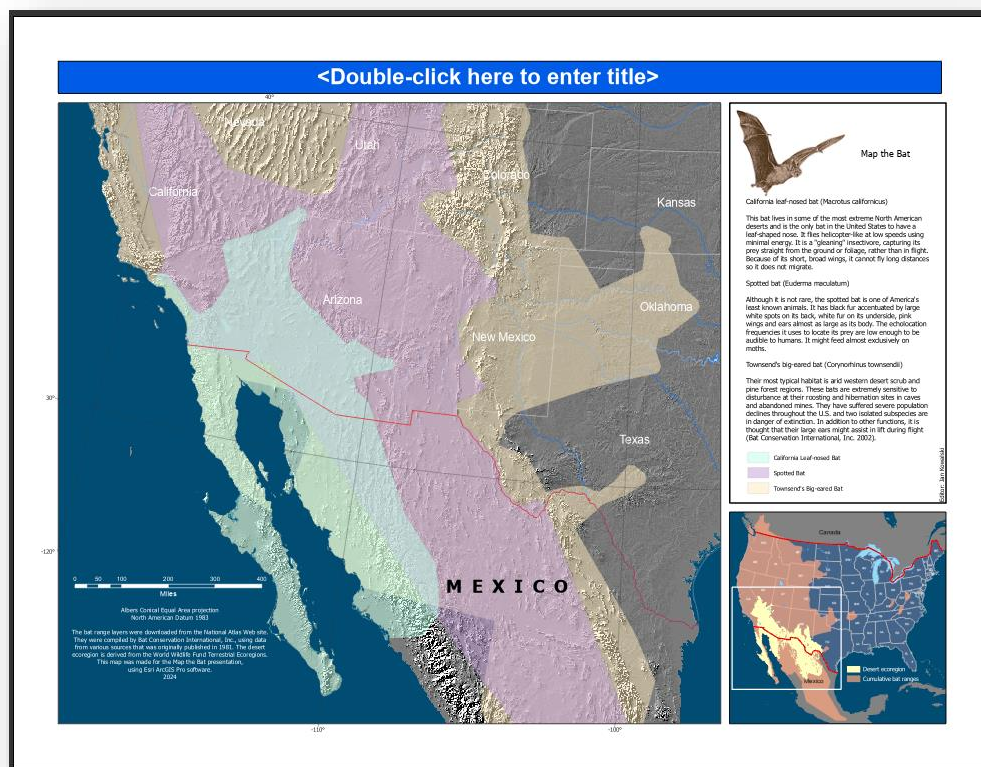 <Double-click here to enter title>
40°
Nevada
Utah
Colorado
California
Kansas
Arizona
Oklahoma
New Mexico
30°
Texas
-120°
MEXICO
0 50 100 200 300 400
Miles
Albers Conical Equal Area projection
North American Datum 1983
The bat range layers were downloaded from the National Atlas Web site.
They were compiled by Bat Conservation International, Inc., using data
from various sources that was originally published in 1981. The desert
ecoregion is derived from the World Wildlife Fund Terrestrial Ecoregions.
This map was made for the Map the Bat presentation,
using Esri ArcGIS Pro software.
2024
-110°
-100°
Map the Bat
California leaf-nosed bat (Macrotus californicus)
This bat lives in some of the most extreme North American
deserts and is the only bat in the United States to have a
leaf-shaped nose. It flies helicopter-like at low speeds using
minimal energy. It is a "gleaning" insectivore, capturing its
prey straight from the ground or foliage, rather than in flight.
Because of its short, broad wings, it cannot fly long distances
so it does not migrate.
Spotted bat (Euderma maculatum)
Although it is not rare, the spotted bat is one of America's
least known animals. It has black fur accentuated by large
white spots on its back, white fur on its underside, pink
wings and ears almost as large as its body. The echolocation
frequencies it uses to locate its prey are low enough to be
audible to humans. It might feed almost exclusively on
moths.
Townsend's big-eared bat (Corynorhinus townsendii)
Their most typical habitat is arid western desert scrub and
pine forest regions. These bats are extremely sensitive to
disturbance at their roosting and hibernation sites in caves
and abandoned mines. They have suffered severe population
declines throughout the U.S. and two isolated subspecies are
in danger of extinction. In addition to other functions, it is
thought that their large ears might assist in lift during flight
(Bat Conservation International, Inc. 2002).
California Leaf-nosed Bat
Spotted Bat
Townsend's Big-eared Bat
Editor: Jan Kowalski
Canada
Mexico
Desert ecoregion
Cumulative bat ranges